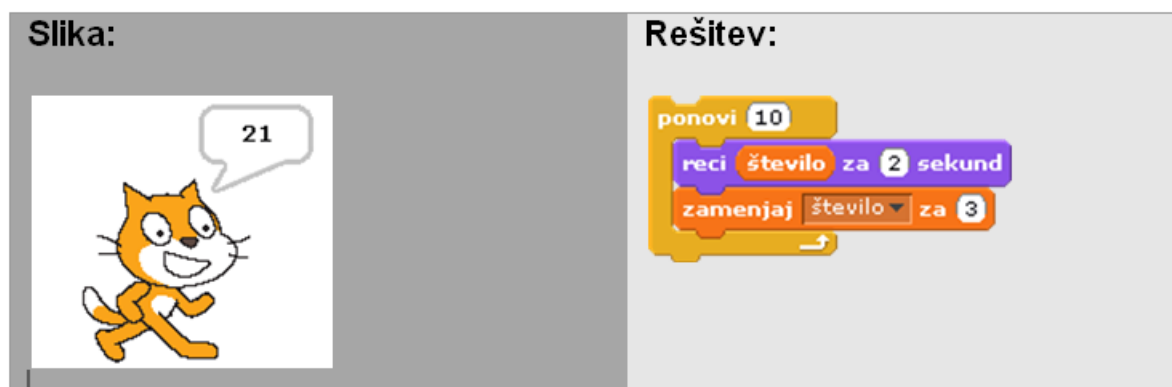 Slika:
Rešitev:
21
ponovi 10
reci število za 2 sekund
zamenjaj število za 3